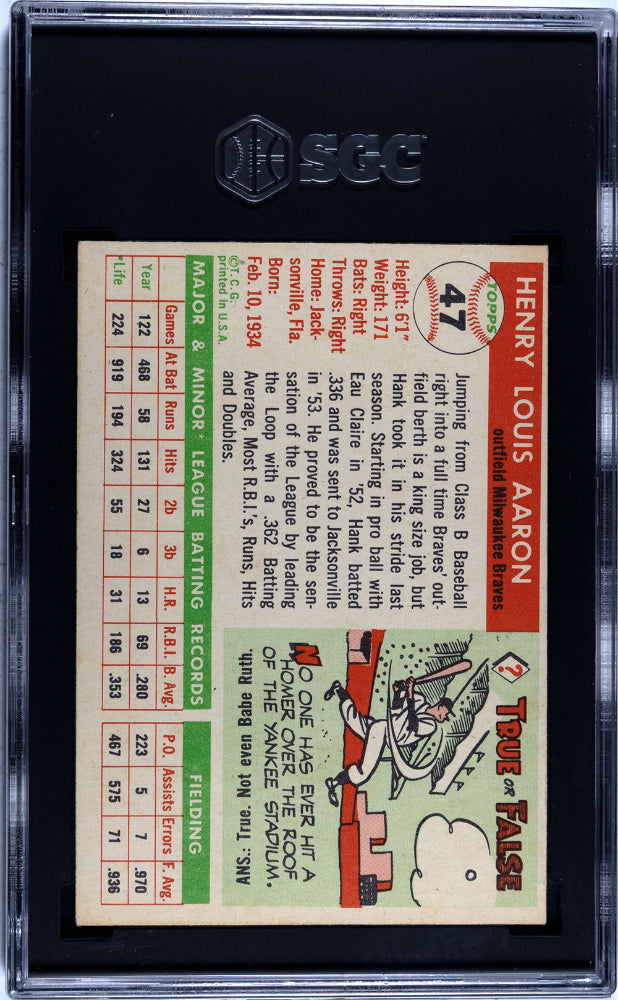 SGC
TOPPS
47
HENRY LOUIS AARON
outfield Milwaukee Braves
Height: 6'1"
Weight: 171
Bats: Right
Throws: Right
Home: Jack-
sonville, Fla.
Born:
Feb 10, 1934
©T. C. G.
printed in U.S.A.
Jumping from Class B Baseball
right into a full time Braves' out-
field berth is a king size job, but
Hank took it in his stride last
season. Starting in pro ball with
Eau Claire in '52, Hank batted
.336 and was sent to Jacksonville
in '53. He proved to be the sen-
sation of the League by leading
the Loop with a .362 Batting
Average, Most R.B.I.'s, Runs, Hits
and Doubles.
? TRUE OR FALSE
NO ONE HAS EVER HIT A
HOMER OVER THE ROOF
OF THE YANKEE STADIUM.
ANS.: True. Not even Babe Ruth.
MAJOR & MINOR* LEAGUE BATTING RECORDS FIELDING
Games At Bat Runs Hits 2b 3b H.R. R.B.I. B. Avg. P.O. Assists Errors F. Avg.
Year 122 468 58 131 27 6 13 69 .280 223 5 7 .970
*Life 224 919 194 324 55 18 31 186 .353 467 575 71 .936